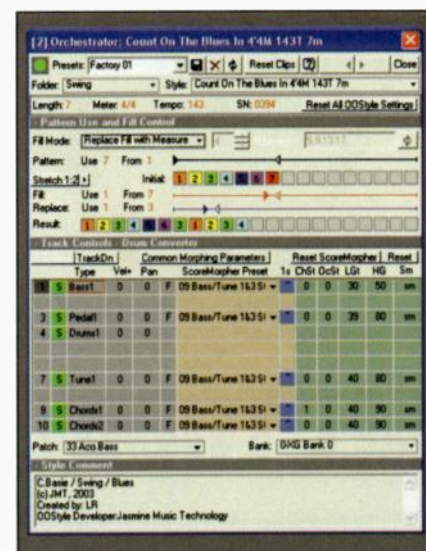 [2] Orchestrator: Count On The Blues In 4'4M 143T 7m
Presets: Factory 01 Reset Clips Close
Folder: Swing Style: Count On The Blues In 4'4M 143T 7m
Length: 7 Meter: 4/4 Tempo: 143 SN: 0394 Reset All OOStyle Settings
- Pattern Use and Fill Control
Fill Mode: Replace Fill with Measure 4 5,9,13,17
Pattern: Use 7 From 1
Stretch 1:2 Initial: 1 2 3 4 5 6 7
Fill: Use 1 From 7
Replace: Use 1 From 3
Result: 1 2 3 4 5 6 3 1 2 3 4
- Track Controls - Drum Converter
TrackDn Common Morphing Parameters Reset ScoreMorpher Reset
Type Vel+ Pan ScoreMorpher Preset 1s ChSt OcSt LGt HG Sm
1 S Bass1 0 0 F 09 Bass/Tune 1&3 St 0 0 30 50 sm
3 S Pedal1 0 0 F 09 Bass/Tune 1&3 St 0 0 39 80 sm
4 S Drums1 0 0
7 S Tune1 0 0 F 09 Bass/Tune 1&3 St 0 0 40 80 sm
9 S Chords1 0 0 F 09 Bass/Tune 1&3 St 1 0 40 90 sm
10 S Chords2 0 0 F 09 Bass/Tune 1&3 St 0 0 40 90 sm
Patch: 33 Aco.Bass Bank: 0-XG Bank 0
- Style Comment
C.Basie / Swing / Blues
(c) JMT, 2003
Created by: LR
OOStyle Developer:Jasmine Music Technology